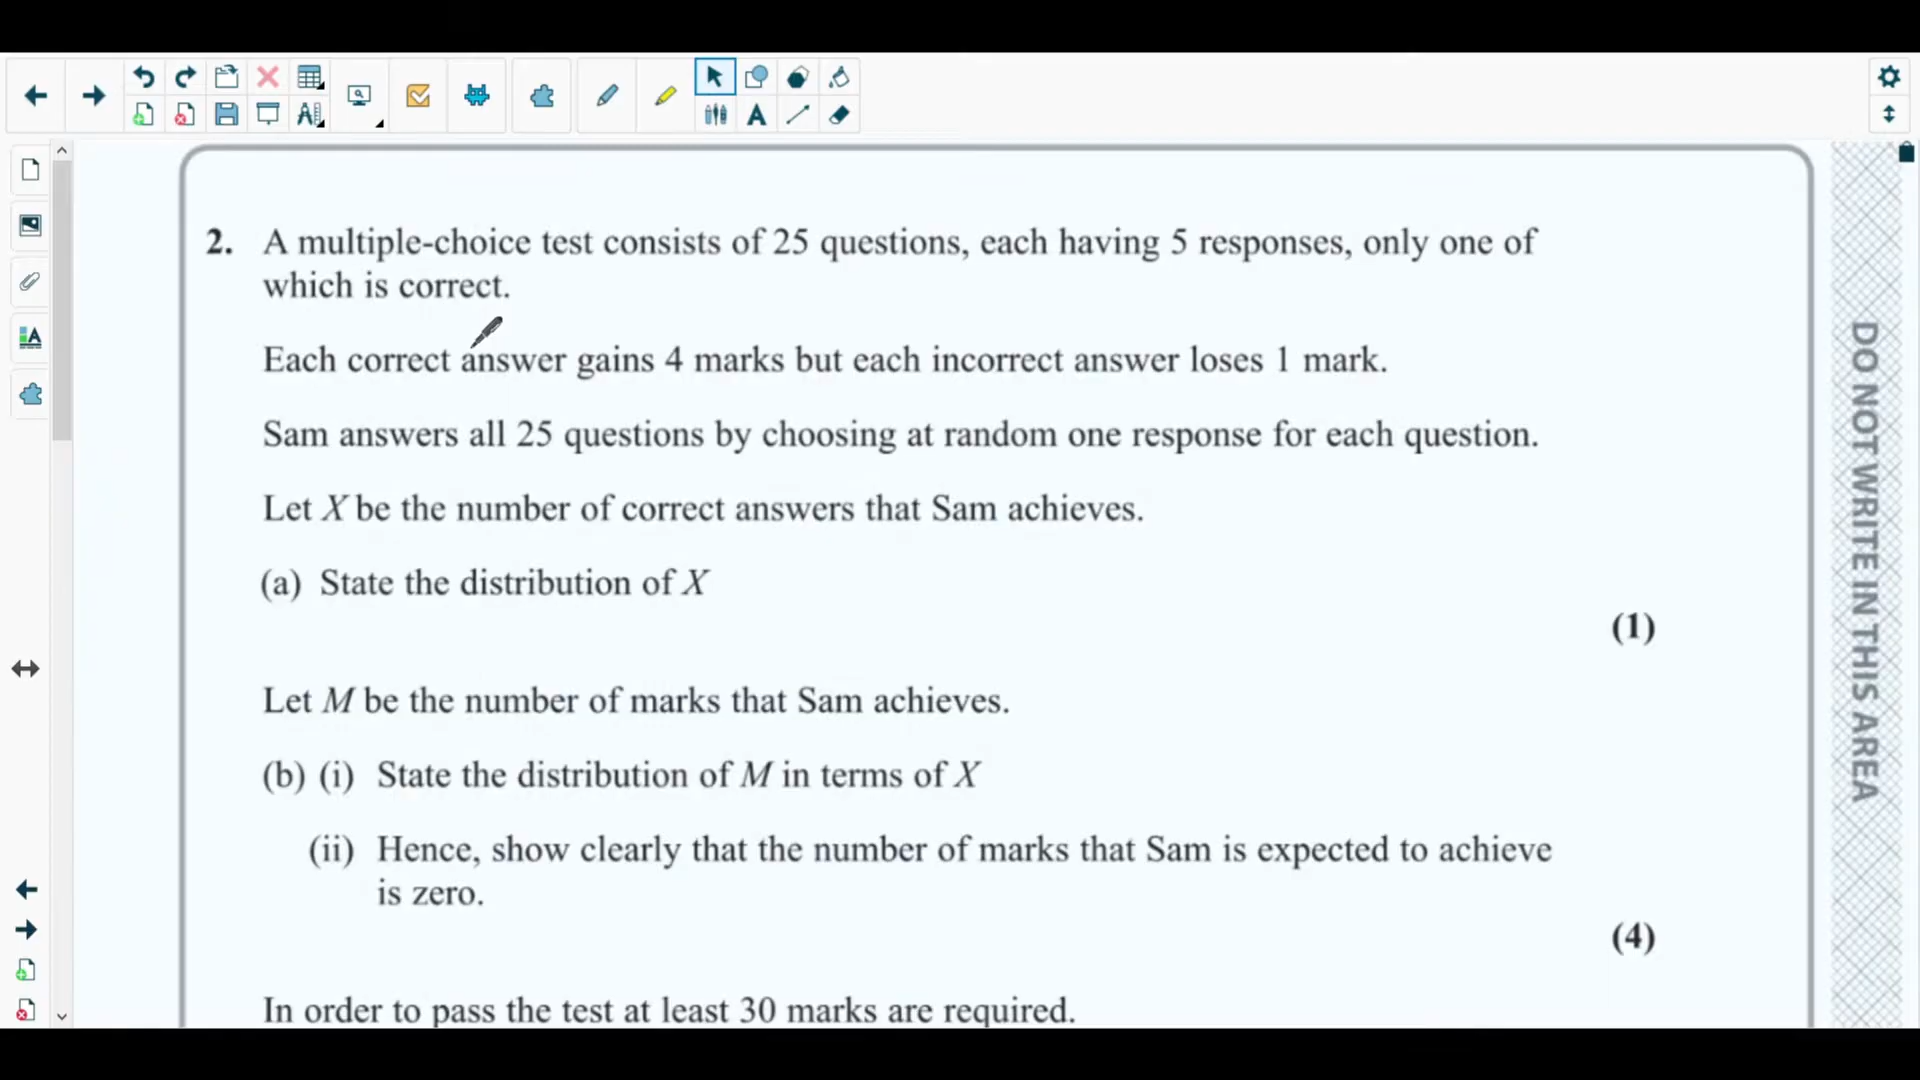 2. A multiple-choice test consists of 25 questions, each having 5 responses, only one of
which is correct.
Each correct answer gains 4 marks but each incorrect answer loses 1 mark.
Sam answers all 25 questions by choosing at random one response for each question.
Let X be the number of correct answers that Sam achieves.
(a) State the distribution of X
(1)
Let M be the number of marks that Sam achieves.
(b) (i) State the distribution of M in terms of X
(ii) Hence, show clearly that the number of marks that Sam is expected to achieve
is zero.
(4)
In order to pass the test at least 30 marks are required.
DO NOT WRITE IN THIS AREA